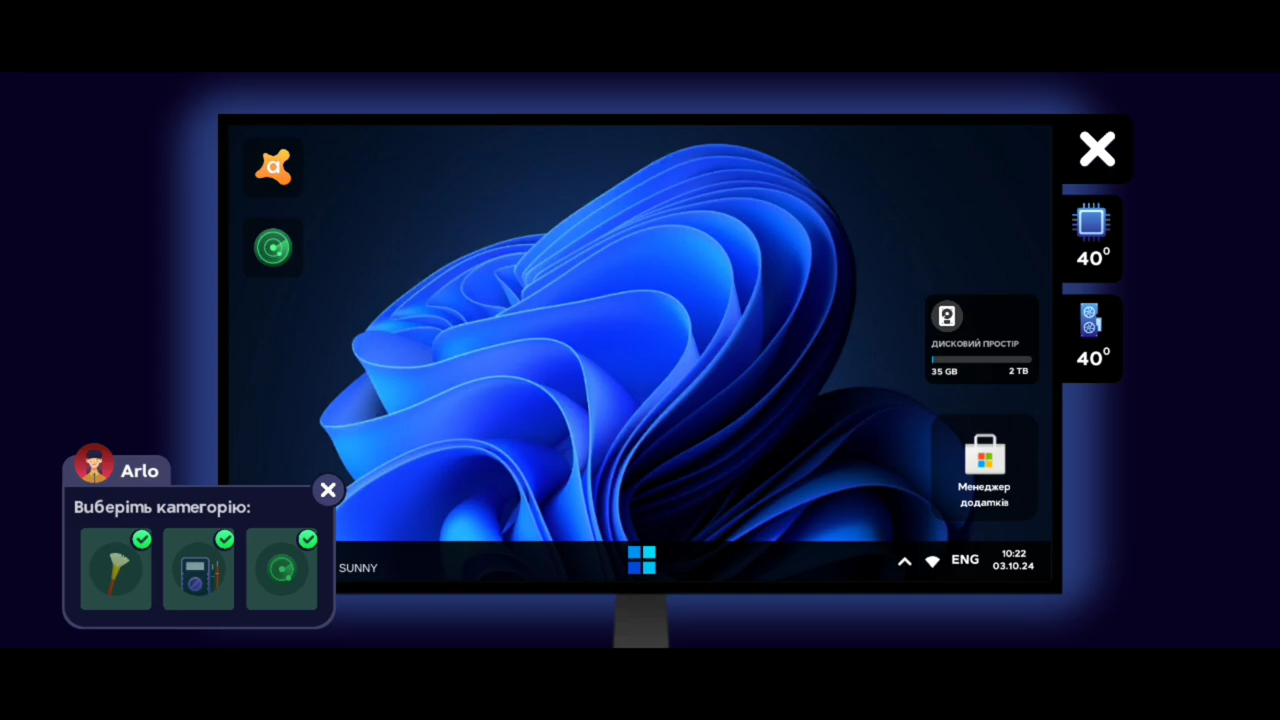 a
40°
40°
ДИСКОВИЙ ПРОСТІР
35 GB
2 TB
Менеджер
додатків
Arlo
Виберіть категорію:
SUNNY
ENG
10:22
03.10.24